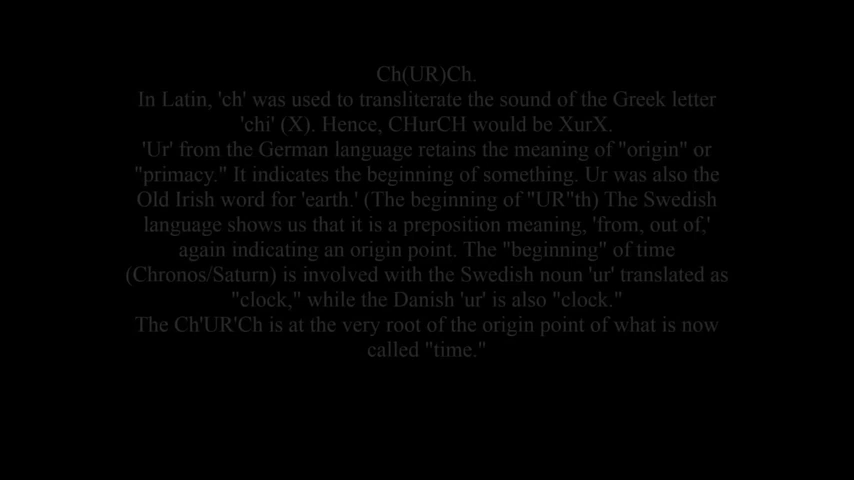 Ch(UR)Ch.
In Latin, 'ch' was used to transliterate the sound of the Greek letter
'chi' (X). Hence, CHurCH would be XurX.
'Ur' from the German language retains the meaning of "origin" or
"primacy." It indicates the beginning of something. Ur was also the
Old Irish word for 'earth.' (The beginning of "UR"th) The Swedish
language shows us that it is a preposition meaning, 'from, out of,'
again indicating an origin point. The "beginning" of time
(Chronos/Saturn) is involved with the Swedish noun 'ur' translated as
"clock," while the Danish 'ur' is also "clock."
The Ch'UR'Ch is at the very root of the origin point of what is now
called "time."